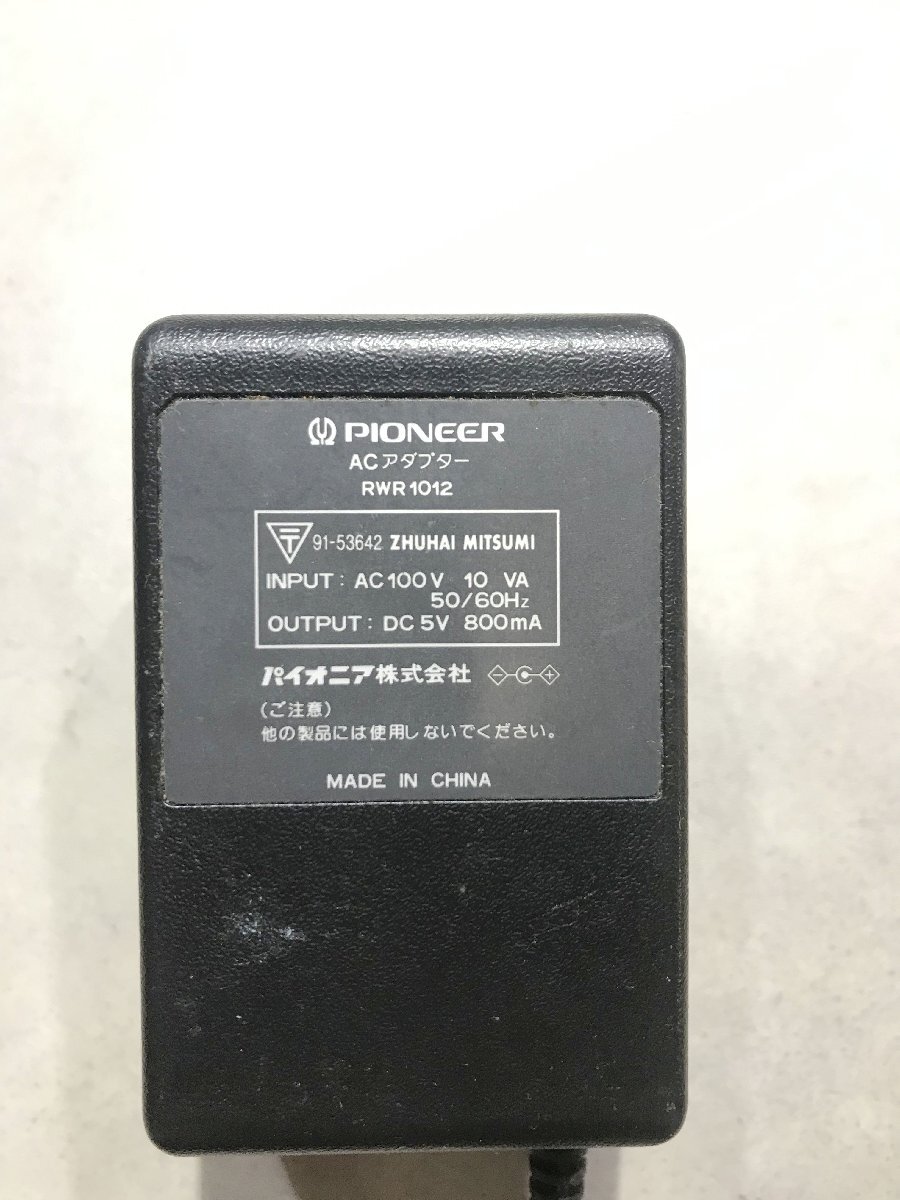 PIONEER
ACアダプター
RWR1012
〒 91-53642 ZHUHAI MITSUMI
INPUT : AC100V 10 VA
50/60Hz
OUTPUT : DC5V 800mA
パイオニア株式会社 - C +
(ご注意)
他の製品には使用しないでください。
MADE IN CHINA